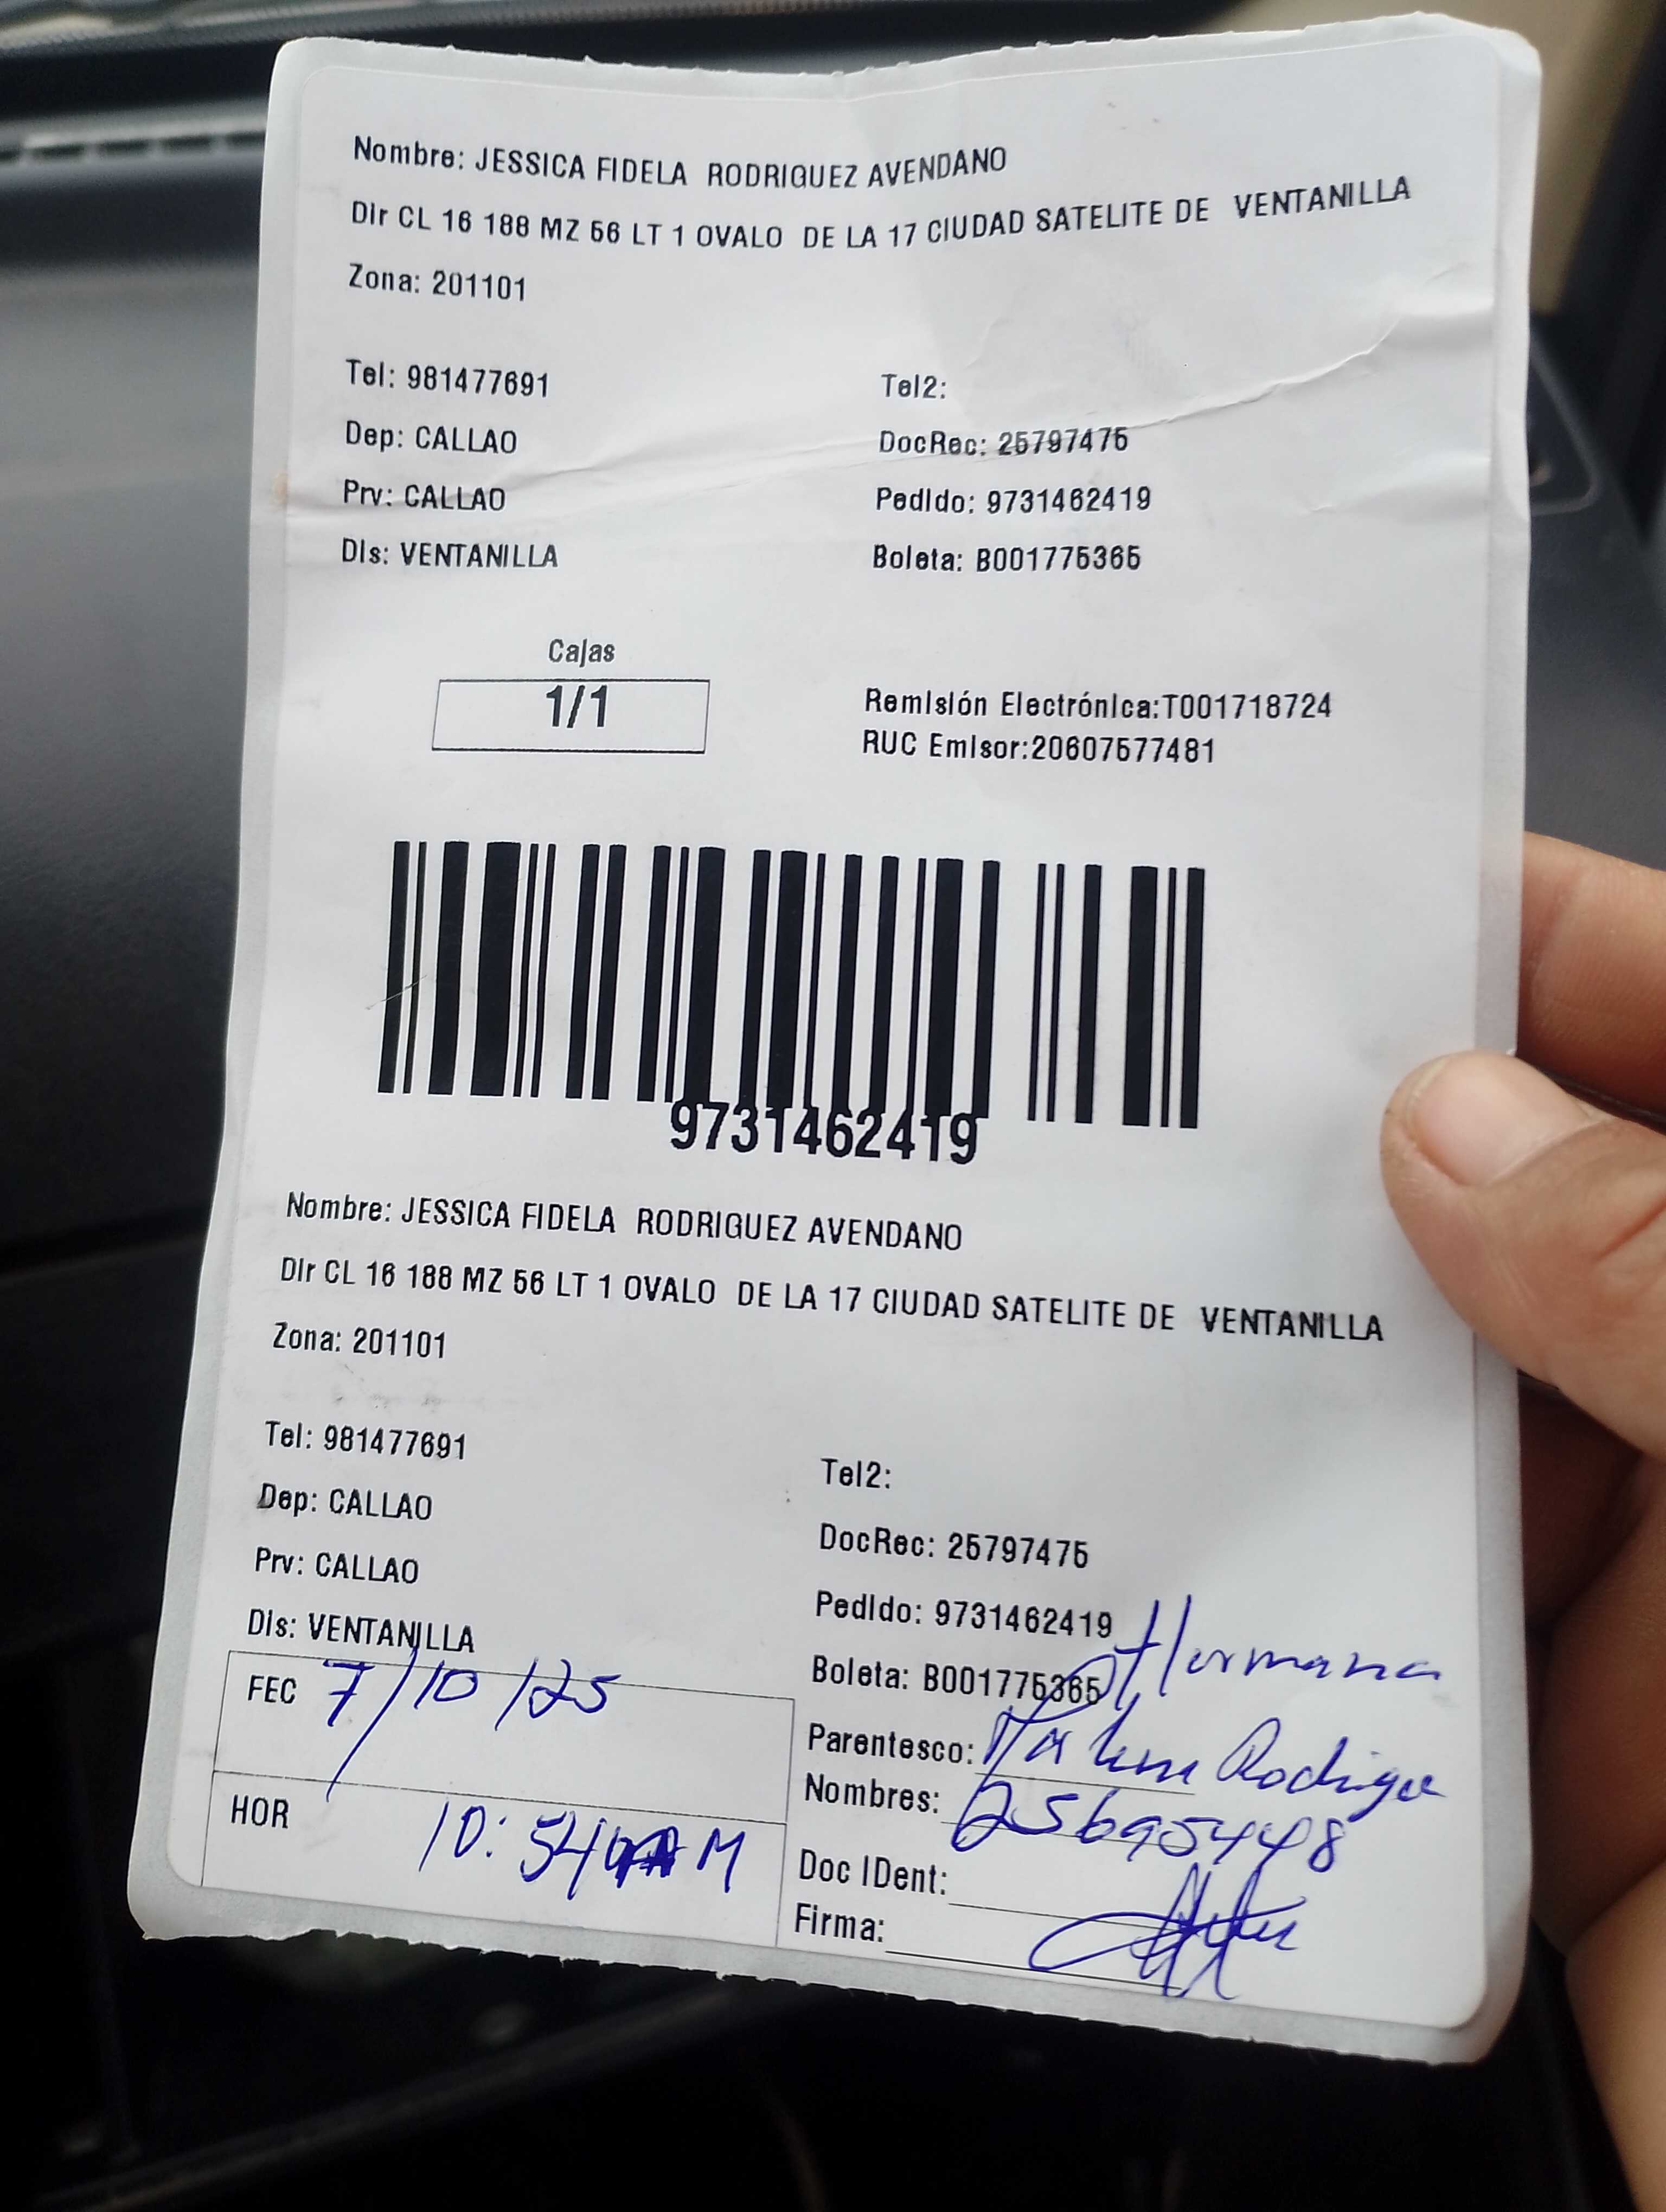 Nombre: JESSICA FIDELA RODRIGUEZ AVENDANO
Dir CL 16 188 MZ 56 LT 1 OVALO DE LA 17 CIUDAD SATELITE DE VENTANILLA
Zona: 201101
Tel: 981477691
Tel2:
Dep: CALLAO
DocRec: 25797475
Prv: CALLAO
Pedido: 9731462419
Dis: VENTANILLA
Boleta: B001775365
Cajas
1/1
Remisión Electrónica:T001718724
RUC Emisor:20607577481
9731462419
Nombre: JESSICA FIDELA RODRIGUEZ AVENDANO
Dir CL 16 188 MZ 56 LT 1 OVALO DE LA 17 CIUDAD SATELITE DE VENTANILLA
Zona: 201101
Tel: 981477691
Tel2:
Dep: CALLAO
DocRec: 25797475
Prv: CALLAO
Pedido: 9731462419
Dis: VENTANILLA
Boleta: B001775365
FEC 7/10/25
HOR 10:54 AM
Hermana
Parentesco: Rodriguez
Nombres: 25695448
Doc IDent:
Firma: